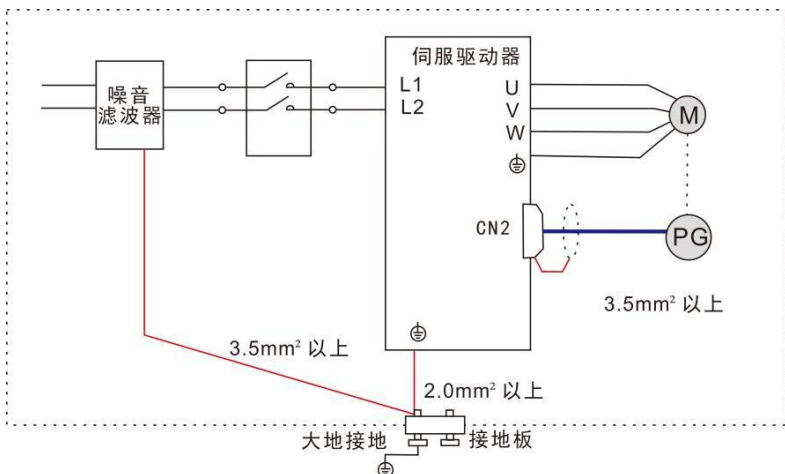 伺服驱动器
噪音
滤波器
L1
L2
U
V
W
M
CN2
PG
3.5mm² 以上
3.5mm² 以上
2.0mm² 以上
大地接地
接地板